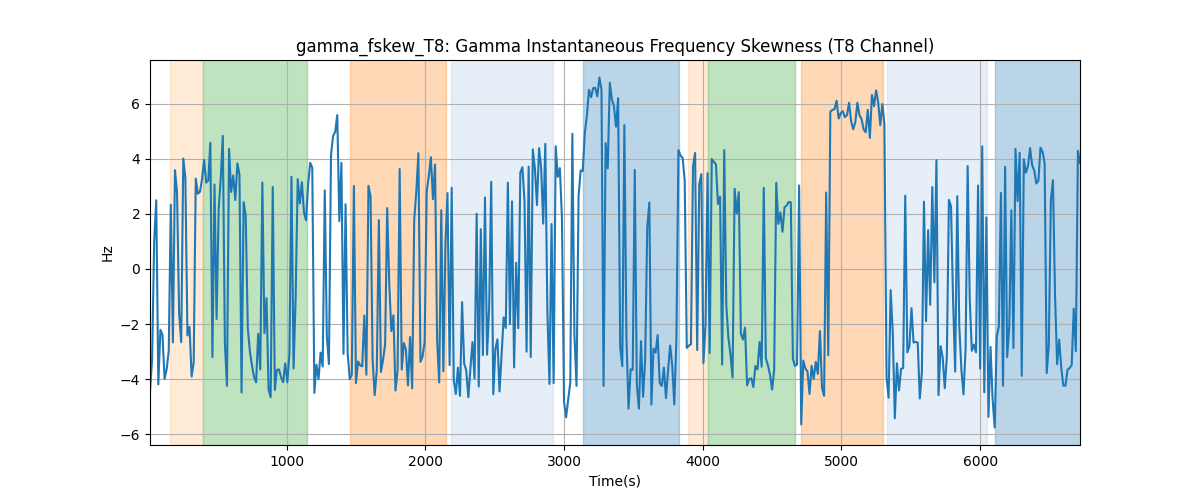 gamma_fskew_T8: Gamma Instantaneous Frequency Skewness (T8 Channel)
Hz
6
4
2
0
−2
−4
−6
1000 2000 3000 4000 5000 6000
Time(s)